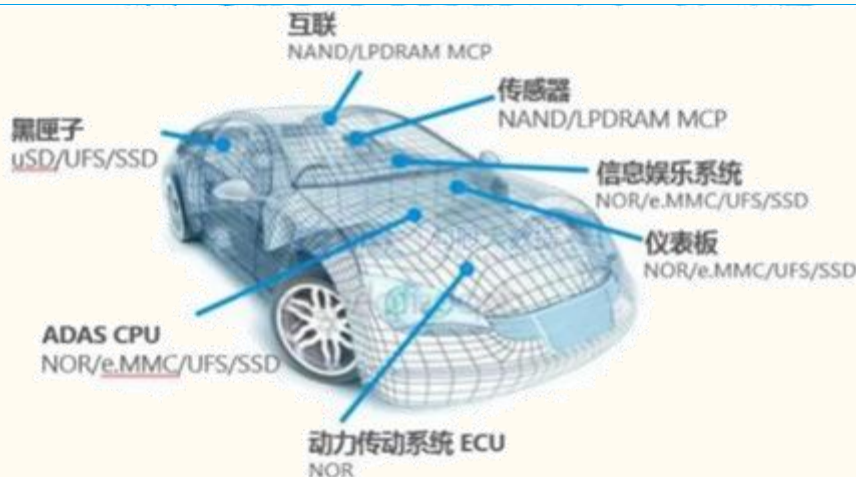 互联
NAND/LPDRAM MCP
传感器
NAND/LPDRAM MCP
黑匣子
uSD/UFS/SSD
信息娱乐系统
NOR/e.MMC/UFS/SSD
仪表板
NOR/e.MMC/UFS/SSD
ADAS CPU
NOR/e.MMC/UFS/SSD
动力传动系统 ECU
NOR